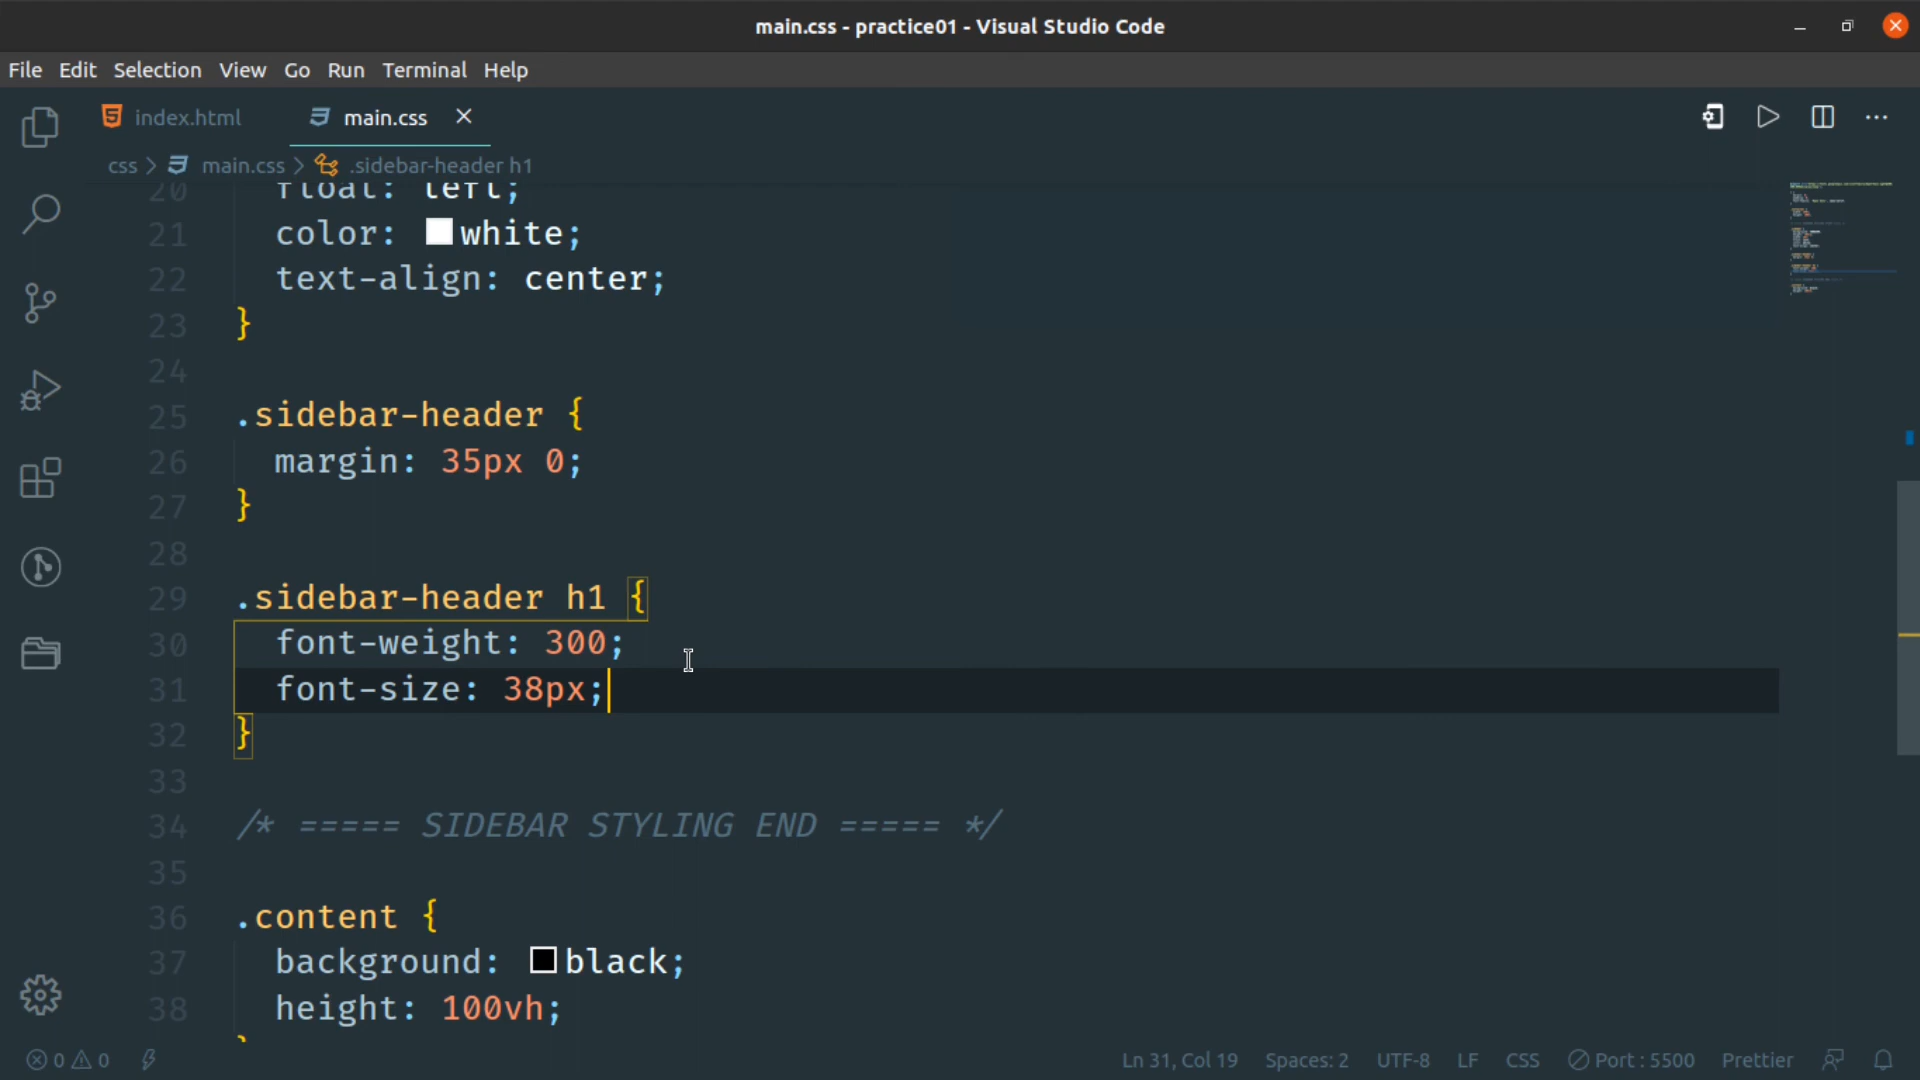 main.css - practice01 - Visual Studio Code
File Edit Selection View Go Run Terminal Help
index.html main.css
css > main.css > .sidebar-header h1
20 float: left;
21 color: white;
22 text-align: center;
23 }
24
25 .sidebar-header {
26 margin: 35px 0;
27 }
28
29 .sidebar-header h1 {
30 font-weight: 300;
31 font-size: 38px;
32 }
33
34 /* ===== SIDEBAR STYLING END ===== */
35
36 .content {
37 background: black;
38 height: 100vh;
0 0 Ln 31, Col 19 Spaces: 2 UTF-8 LF CSS Port : 5500 Prettier